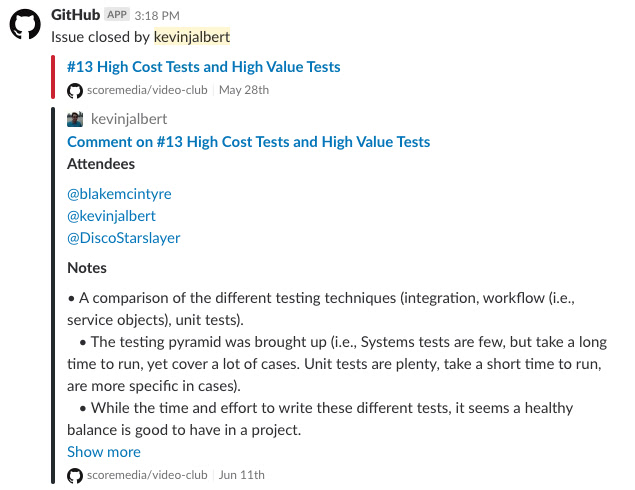 GitHub APP 3:18 PM
Issue closed by kevinjalbert
#13 High Cost Tests and High Value Tests
scoremedia/video-club May 28th
kevinjalbert
Comment on #13 High Cost Tests and High Value Tests
Attendees
@blakemcintyre
@kevinjalbert
@DiscoStarslayer
Notes
• A comparison of the different testing techniques (integration, workflow (i.e.,
service objects), unit tests).
• The testing pyramid was brought up (i.e., Systems tests are few, but take a long
time to run, yet cover a lot of cases. Unit tests are plenty, take a short time to run,
are more specific in cases).
• While the time and effort to write these different tests, it seems a healthy
balance is good to have in a project.
Show more
scoremedia/video-club Jun 11th